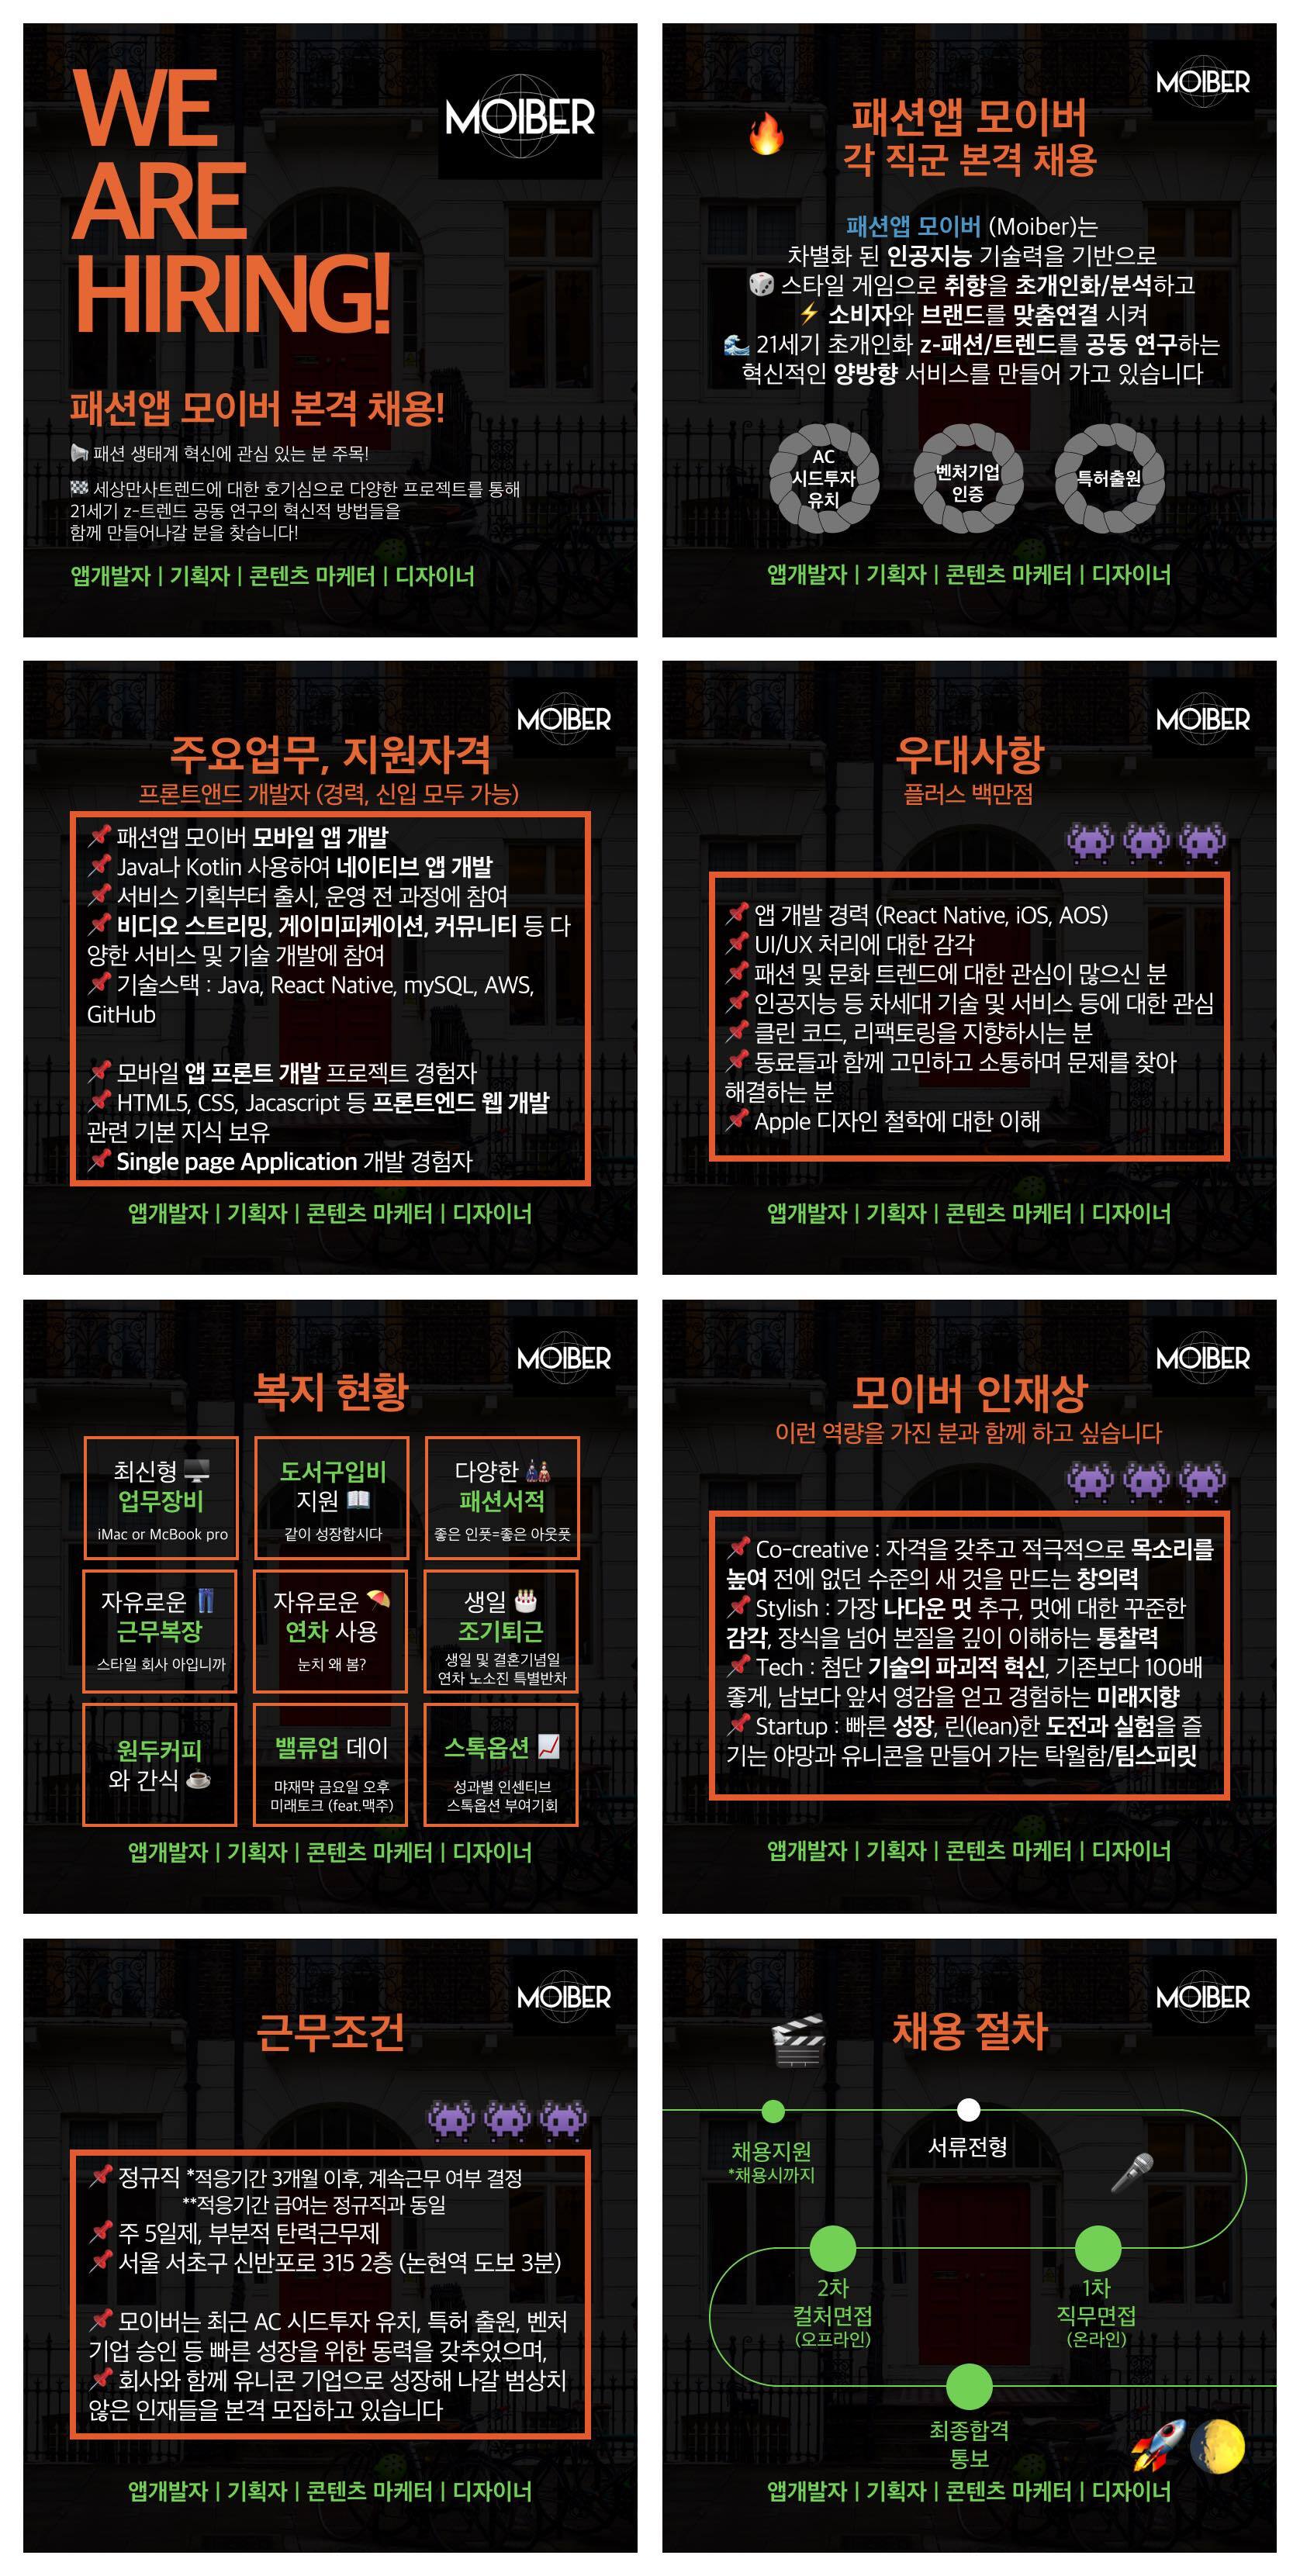 WE
ARE
HIRING!
MOIBER
패션앱 모이버 본격 채용!
패션 생태계 혁신에 관심 있는 분 주목!
세상만사트렌드에 대한 호기심으로 다양한 프로젝트를 통해
21세기 z-트렌드 공동 연구의 혁신적 방법들을
함께 만들어나갈 분을 찾습니다!
앱개발자 | 기획자 | 콘텐츠 마케터 | 디자이너
MOIBER
패션앱 모이버
각 직군 본격 채용
패션앱 모이버 (Moiber)는
차별화 된 인공지능 기술력을 기반으로
스타일 게임으로 취향을 초개인화/분석하고
소비자와 브랜드를 맞춤연결 시켜
21세기 초개인화 z-패션/트렌드를 공동 연구하는
혁신적인 양방향 서비스를 만들어 가고 있습니다
AC
시드투자
유치
벤처기업
인증
특허출원
앱개발자 | 기획자 | 콘텐츠 마케터 | 디자이너
MOIBER
주요업무, 지원자격
프론트앤드 개발자 (경력, 신입 모두 가능)
패션앱 모이버 모바일 앱 개발
Java나 Kotlin 사용하여 네이티브 앱 개발
서비스 기획부터 출시, 운영 전 과정에 참여
비디오 스트리밍, 게이미피케이션, 커뮤니티 등 다
양한 서비스 및 기술 개발에 참여
기술스택 : Java, React Native, mySQL, AWS,
GitHub
모바일 앱 프론트 개발 프로젝트 경험자
HTML5, CSS, Jacascript 등 프론트엔드 웹 개발
관련 기본 지식 보유
Single page Application 개발 경험자
앱개발자 | 기획자 | 콘텐츠 마케터 | 디자이너
MOIBER
우대사항
플러스 백만점
앱 개발 경력 (React Native, iOS, AOS)
UI/UX 처리에 대한 감각
패션 및 문화 트렌드에 대한 관심이 많으신 분
인공지능 등 차세대 기술 및 서비스 등에 대한 관심
클린 코드, 리팩토링을 지향하시는 분
동료들과 함께 고민하고 소통하며 문제를 찾아
해결하는 분
Apple 디자인 철학에 대한 이해
앱개발자 | 기획자 | 콘텐츠 마케터 | 디자이너
MOIBER
복지 현황
최신형
업무장비
iMac or McBook pro
도서구입비
지원
같이 성장합시다
다양한
패션서적
좋은 인풋=좋은 아웃풋
자유로운
근무복장
스타일 회사 아입니까
자유로운
연차 사용
눈치 왜 봄?
생일
조기퇴근
생일 및 결혼기념일
연차 노소진 특별반차
원두커피
와 간식
밸류업 데이
먀재먁 금요일 오후
미래토크 (feat.맥주)
스톡옵션
성과별 인센티브
스톡옵션 부여기회
앱개발자 | 기획자 | 콘텐츠 마케터 | 디자이너
MOIBER
모이버 인재상
이런 역량을 가진 분과 함께 하고 싶습니다
Co-creative : 자격을 갖추고 적극적으로 목소리를
높여 전에 없던 수준의 새 것을 만드는 창의력
Stylish : 가장 나다운 멋 추구, 멋에 대한 꾸준한
감각, 장식을 넘어 본질을 깊이 이해하는 통찰력
Tech : 첨단 기술의 파괴적 혁신, 기존보다 100배
좋게, 남보다 앞서 영감을 얻고 경험하는 미래지향
Startup : 빠른 성장, 린(lean)한 도전과 실험을 즐
기는 야망과 유니콘을 만들어 가는 탁월함/팀스피릿
앱개발자 | 기획자 | 콘텐츠 마케터 | 디자이너
MOIBER
근무조건
정규직 *적응기간 3개월 이후, 계속근무 여부 결정
**적응기간 급여는 정규직과 동일
주 5일제, 부분적 탄력근무제
서울 서초구 신반포로 315 2층 (논현역 도보 3분)
모이버는 최근 AC 시드투자 유치, 특허 출원, 벤처
기업 승인 등 빠른 성장을 위한 동력을 갖추었으며,
회사와 함께 유니콘 기업으로 성장해 나갈 범상치
않은 인재들을 본격 모집하고 있습니다
앱개발자 | 기획자 | 콘텐츠 마케터 | 디자이너
MOIBER
채용 절차
채용지원
*채용시까지
서류전형
1차
직무면접
(온라인)
2차
컬처면접
(오프라인)
최종합격
통보
앱개발자 | 기획자 | 콘텐츠 마케터 | 디자이너